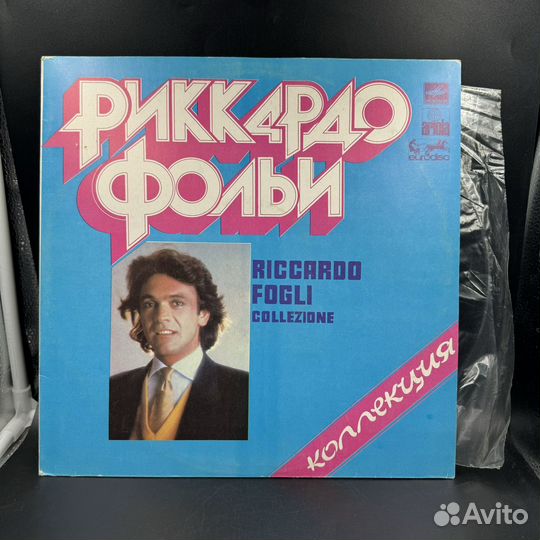 РИККАРДО
ФОЛЬИ
ariola
eurodisc
RICCARDO
FOGLI
COLLEZIONE
КОЛЛЕКЦИЯ
Avito